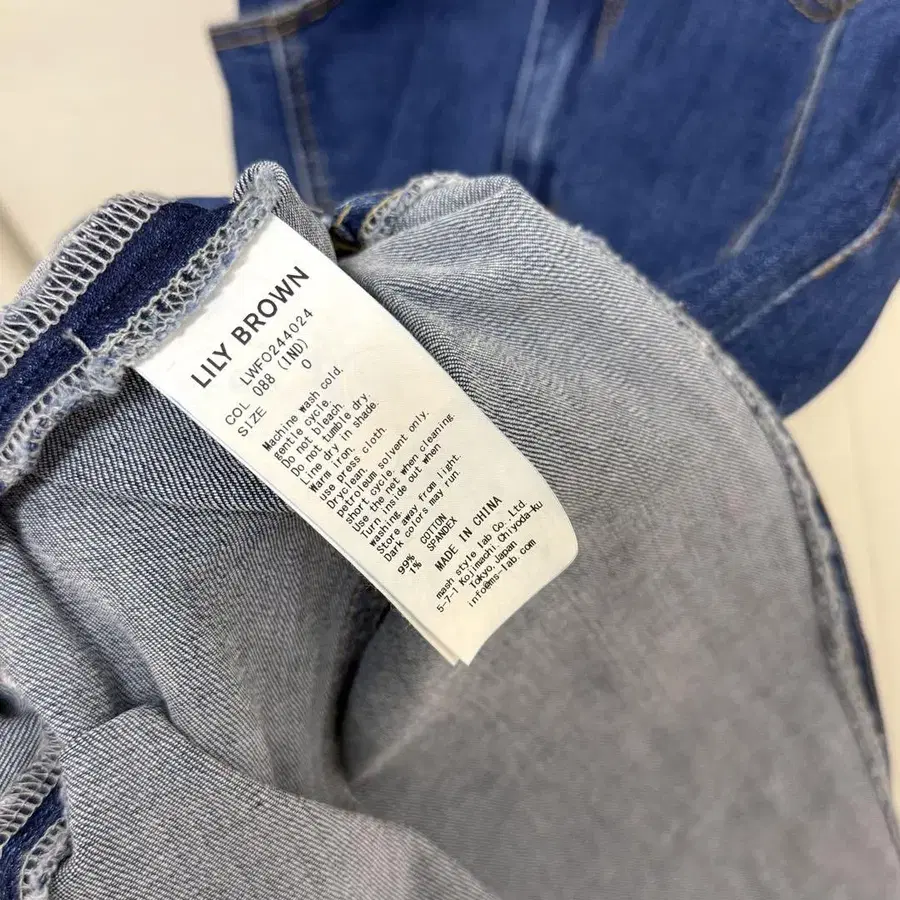 LILY BROWN
LWFO244024
COL 088 (IND)
SIZE 0
Machine wash cold.
gentle cycle.
Do not bleach.
Do not tumble dry.
Line dry in shade.
Warm iron.
use press cloth.
Dryclean.
petroleum solvent only.
Use the net when cleaning.
short cycle.
Turn inside out when
washing.
Store away from light.
Dark colors may run.
99% COTTON
1% SPANDEX
MADE IN CHINA
mash style lab Co.,Ltd.
5-7-1 Kojimachi,Chiyoda-ku
Tokyo,Japan
info@ms-lab.com